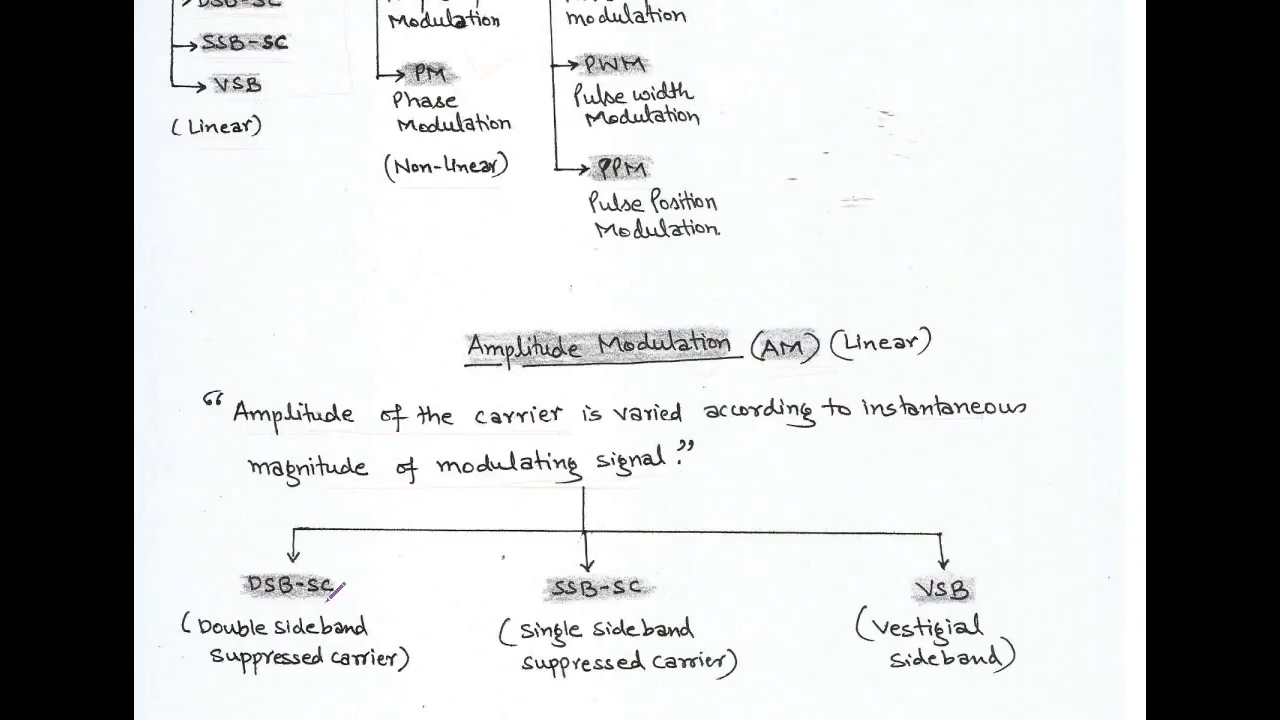 DSB-SC
SSB-SC
VSB
(Linear)
Modulation
PM
Phase
Modulation
(Non-Linear)
modulation
PWM
Pulse width
Modulation
PPM
Pulse Position
Modulation.
Amplitude Modulation (AM) (Linear)
“Amplitude of the carrier is varied according to instantaneous
magnitude of modulating signal.”
DSB-SC
(Double sideband
suppressed carrier)
SSB-SC
(Single sideband
suppressed carrier)
VSB
(Vestigial
sideband)